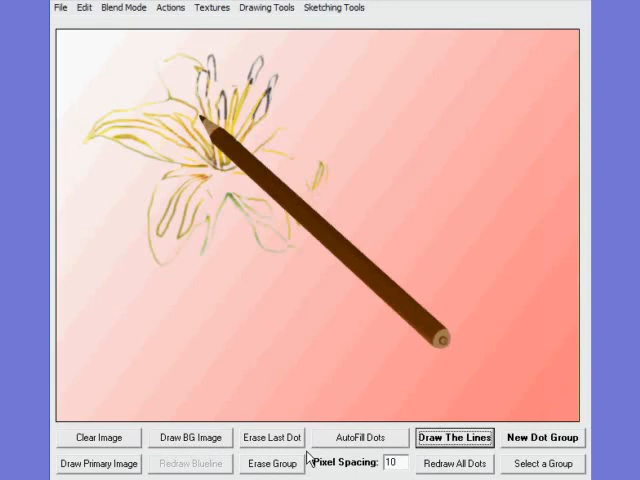 File Edit Blend Mode Actions Textures Drawing Tools Sketching Tools
Clear Image Draw BG Image Erase Last Dot AutoFill Dots Draw The Lines New Dot Group
Draw Primary Image Redraw Blueline Erase Group Pixel Spacing: 10 Redraw All Dots Select a Group